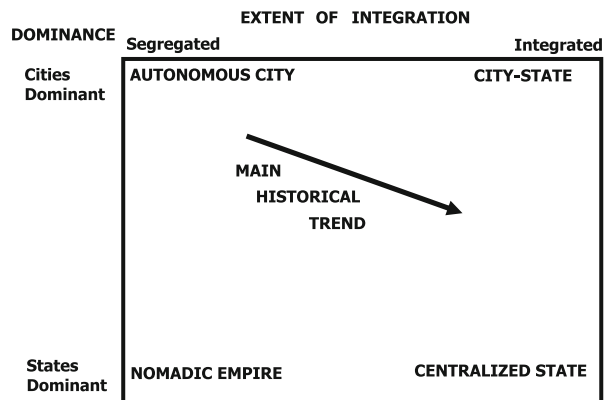 EXTENT OF INTEGRATION
DOMINANCE
Segregated
Integrated
Cities
Dominant
AUTONOMOUS CITY
CITY-STATE
MAIN
HISTORICAL
TREND
States
Dominant
NOMADIC EMPIRE
CENTRALIZED STATE